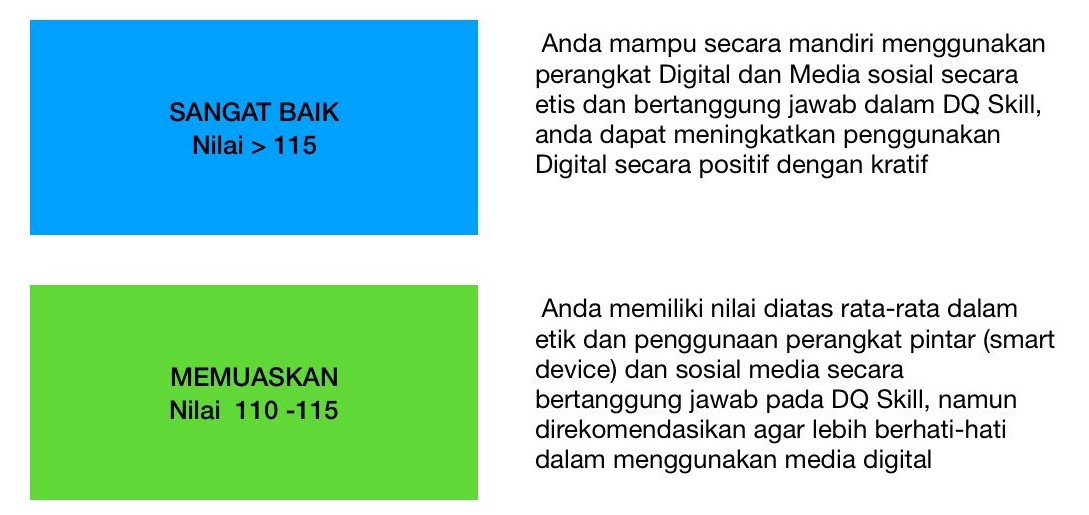 SANGAT BAIK
Nilai > 115
Anda mampu secara mandiri menggunakan
perangkat Digital dan Media sosial secara
etis dan bertanggung jawab dalam DQ Skill,
anda dapat meningkatkan penggunakan
Digital secara positif dengan kratif
MEMUASKAN
Nilai  110 -115
Anda memiliki nilai diatas rata-rata dalam
etik dan penggunaan perangkat pintar (smart
device) dan sosial media secara
bertanggung jawab pada DQ Skill, namun
direkomendasikan agar lebih berhati-hati
dalam menggunakan media digital